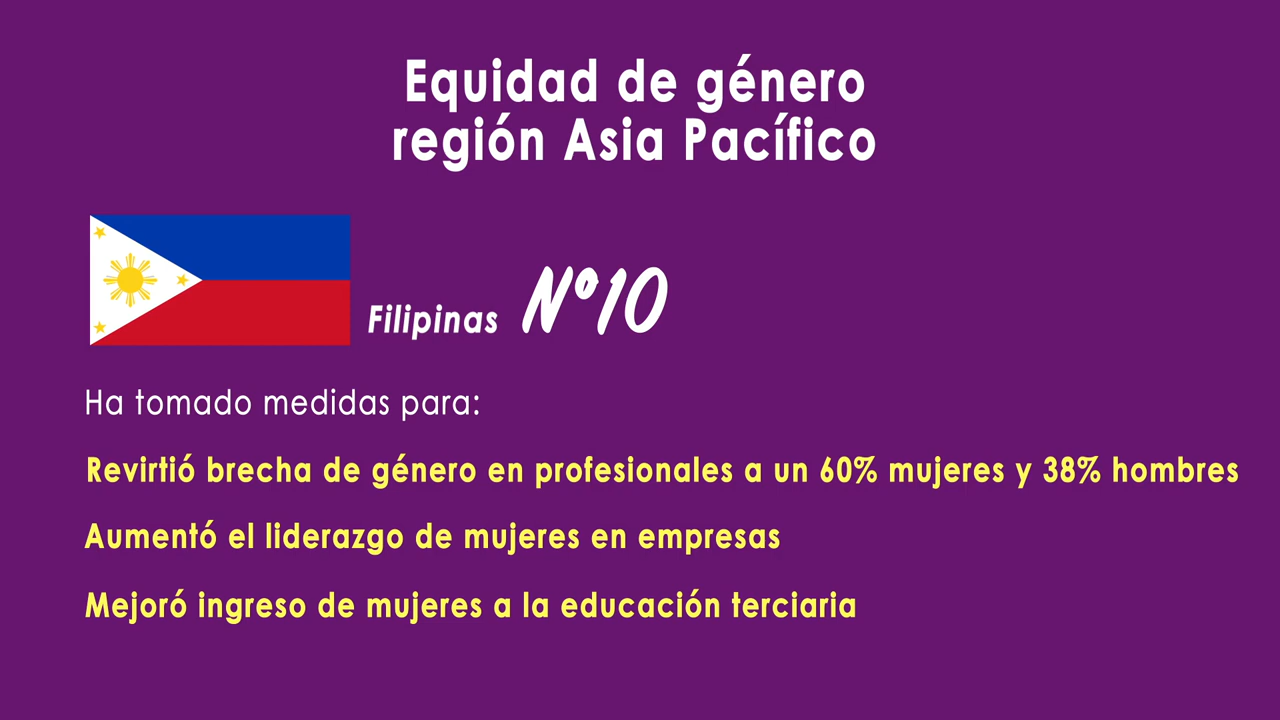 Equidad de género
región Asia Pacífico
Filipinas Nº10
Ha tomado medidas para:
Revirtió brecha de género en profesionales a un 60% mujeres y 38% hombres
Aumentó el liderazgo de mujeres en empresas
Mejoró ingreso de mujeres a la educación terciaria